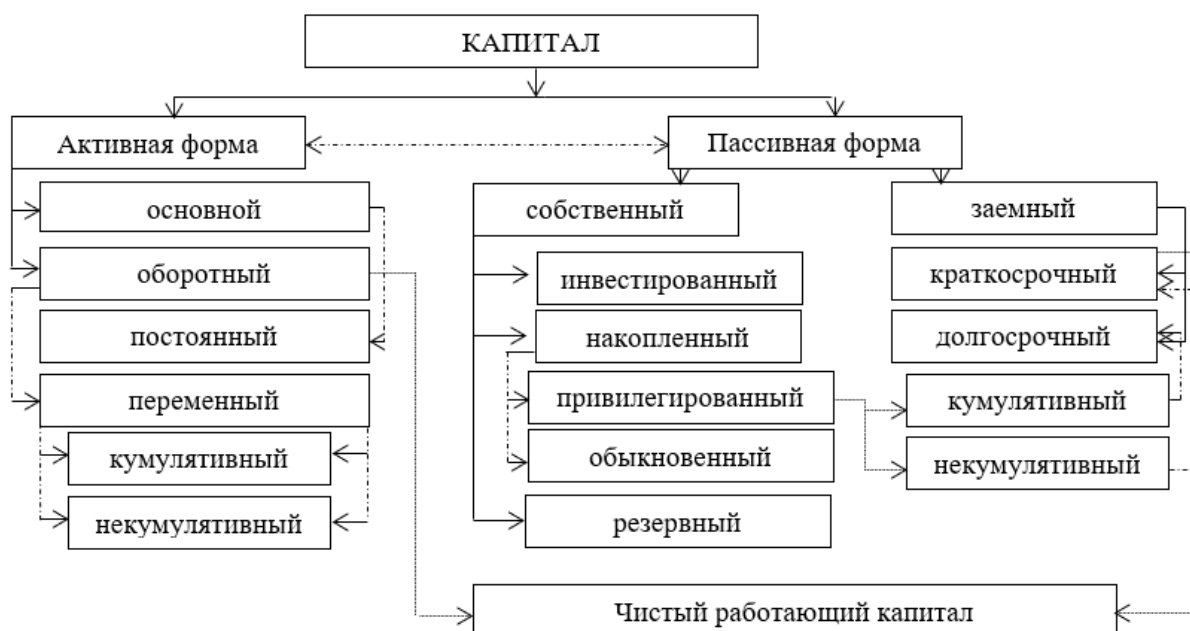 КАПИТАЛ
Активная форма
Пассивная форма
основной
собственный
заемный
оборотный
инвестированный
краткосрочный
постоянный
накопленный
долгосрочный
переменный
привилегированный
кумулятивный
кумулятивный
обыкновенный
некумулятивный
некумулятивный
резервный
Чистый работающий капитал